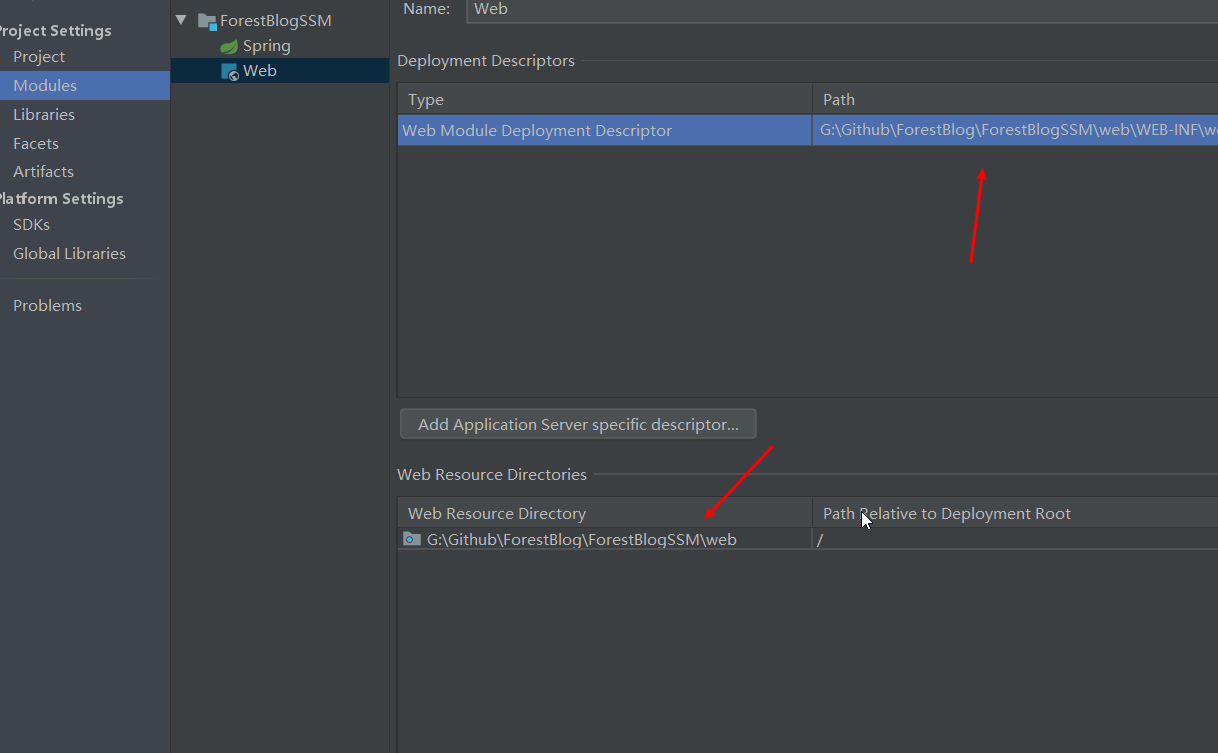 Name: Web
Project Settings
Project
Modules
Libraries
Facets
Artifacts
Platform Settings
SDKs
Global Libraries
Problems
ForestBlogSSM
Spring
Web
Deployment Descriptors
Type Path
Web Module Deployment Descriptor G:\Github\ForestBlog\ForestBlogSSM\web\WEB-INF\we
Add Application Server specific descriptor...
Web Resource Directories
Web Resource Directory Path Relative to Deployment Root
G:\Github\ForestBlog\ForestBlogSSM\web /